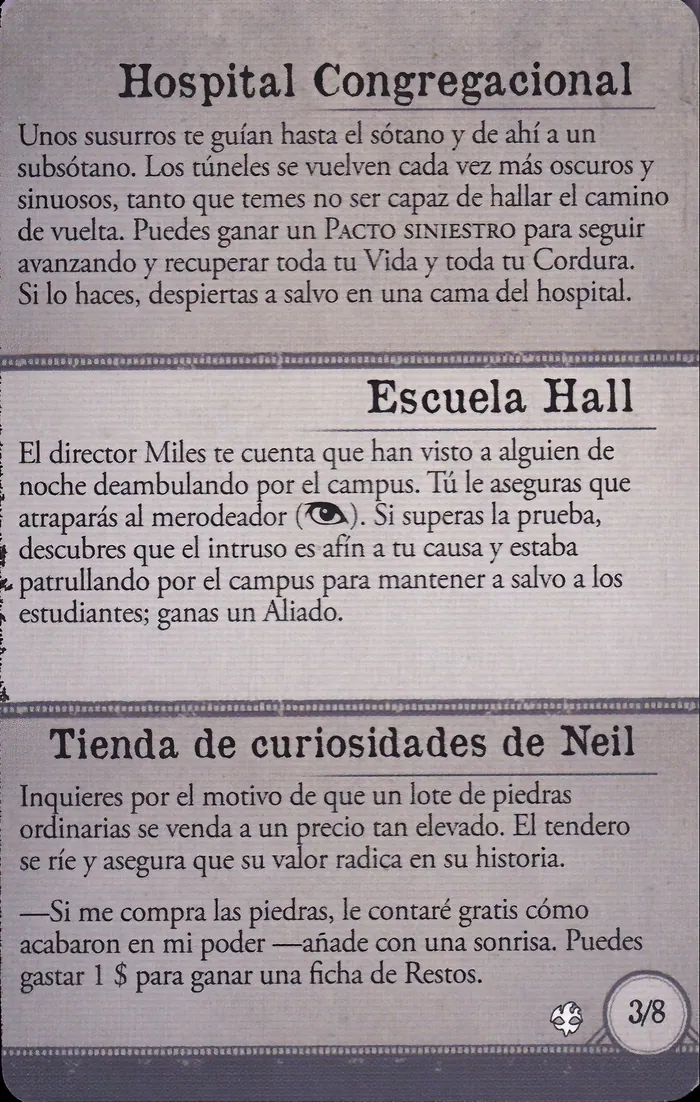 Hospital Congregacional
Unos susurros te guían hasta el sótano y de ahí a un
subsótano. Los túneles se vuelven cada vez más oscuros y
sinuosos, tanto que temes no ser capaz de hallar el camino
de vuelta. Puedes ganar un PACTO SINIESTRO para seguir
avanzando y recuperar toda tu Vida y toda tu Cordura.
Si lo haces, despiertas a salvo en una cama del hospital.
Escuela Hall
El director Miles te cuenta que han visto a alguien de
noche deambulando por el campus. Tú le aseguras que
atraparás al merodeador (). Si superas la prueba,
descubres que el intruso es afín a tu causa y estaba
patrullando por el campus para mantener a salvo a los
estudiantes; ganas un Aliado.
Tienda de curiosidades de Neil
Inquieres por el motivo de que un lote de piedras
ordinarias se venda a un precio tan elevado. El tendero
se ríe y asegura que su valor radica en su historia.
—Si me compra las piedras, le contaré gratis cómo
acabaron en mi poder —añade con una sonrisa. Puedes
gastar 1 $ para ganar una ficha de Restos.
3/8